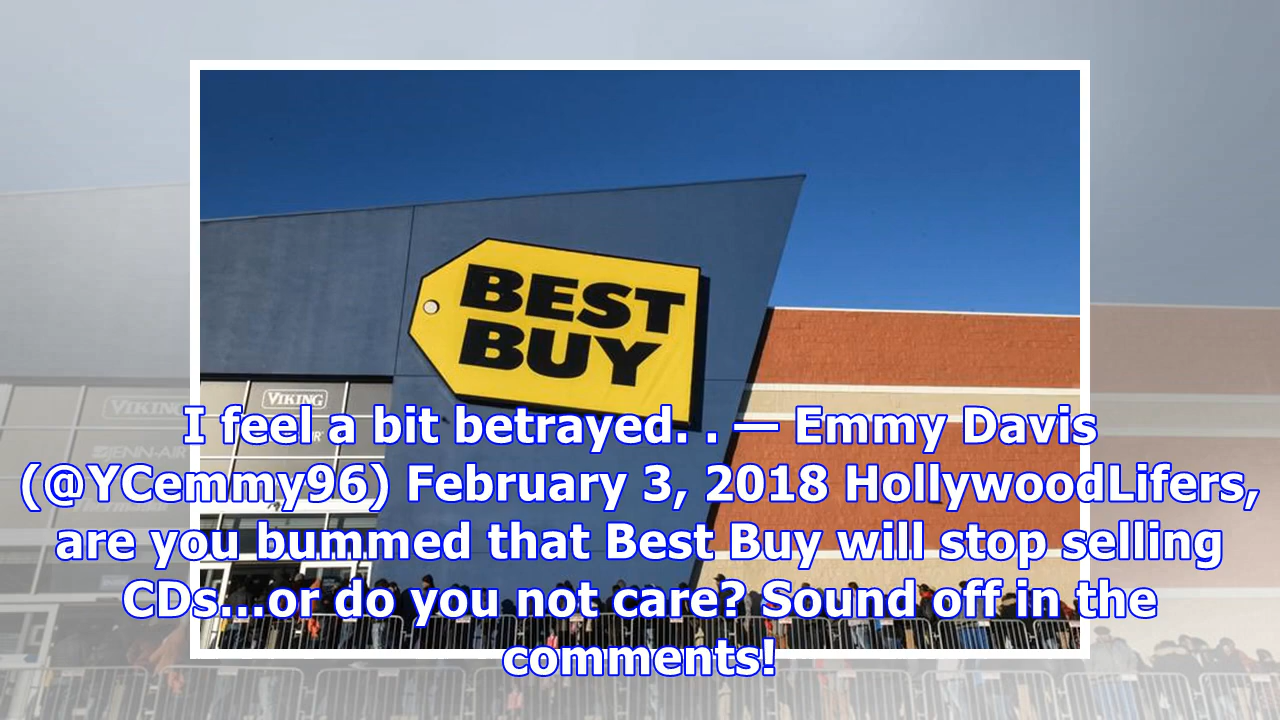 BEST
BUY
VIKING
VIKING
I feel a bit betrayed. . — Emmy Davis
(@YCemmy96) February 3, 2018 HollywoodLifers,
are you bummed that Best Buy will stop selling
CDs...or do you not care? Sound off in the
comments!